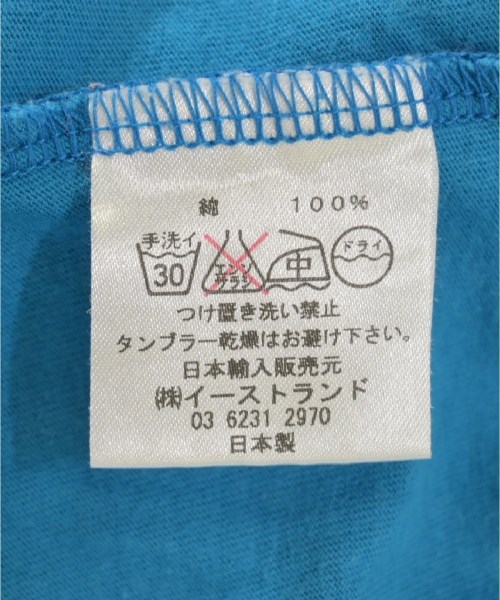 綿 100%
手洗イ 30 エンソ サラシ 中 ドライ
つけ置き洗い禁止
タンブラー乾燥はお避け下さい。
日本輸入販売元
㈱イーストランド
03 6231 2970
日本製